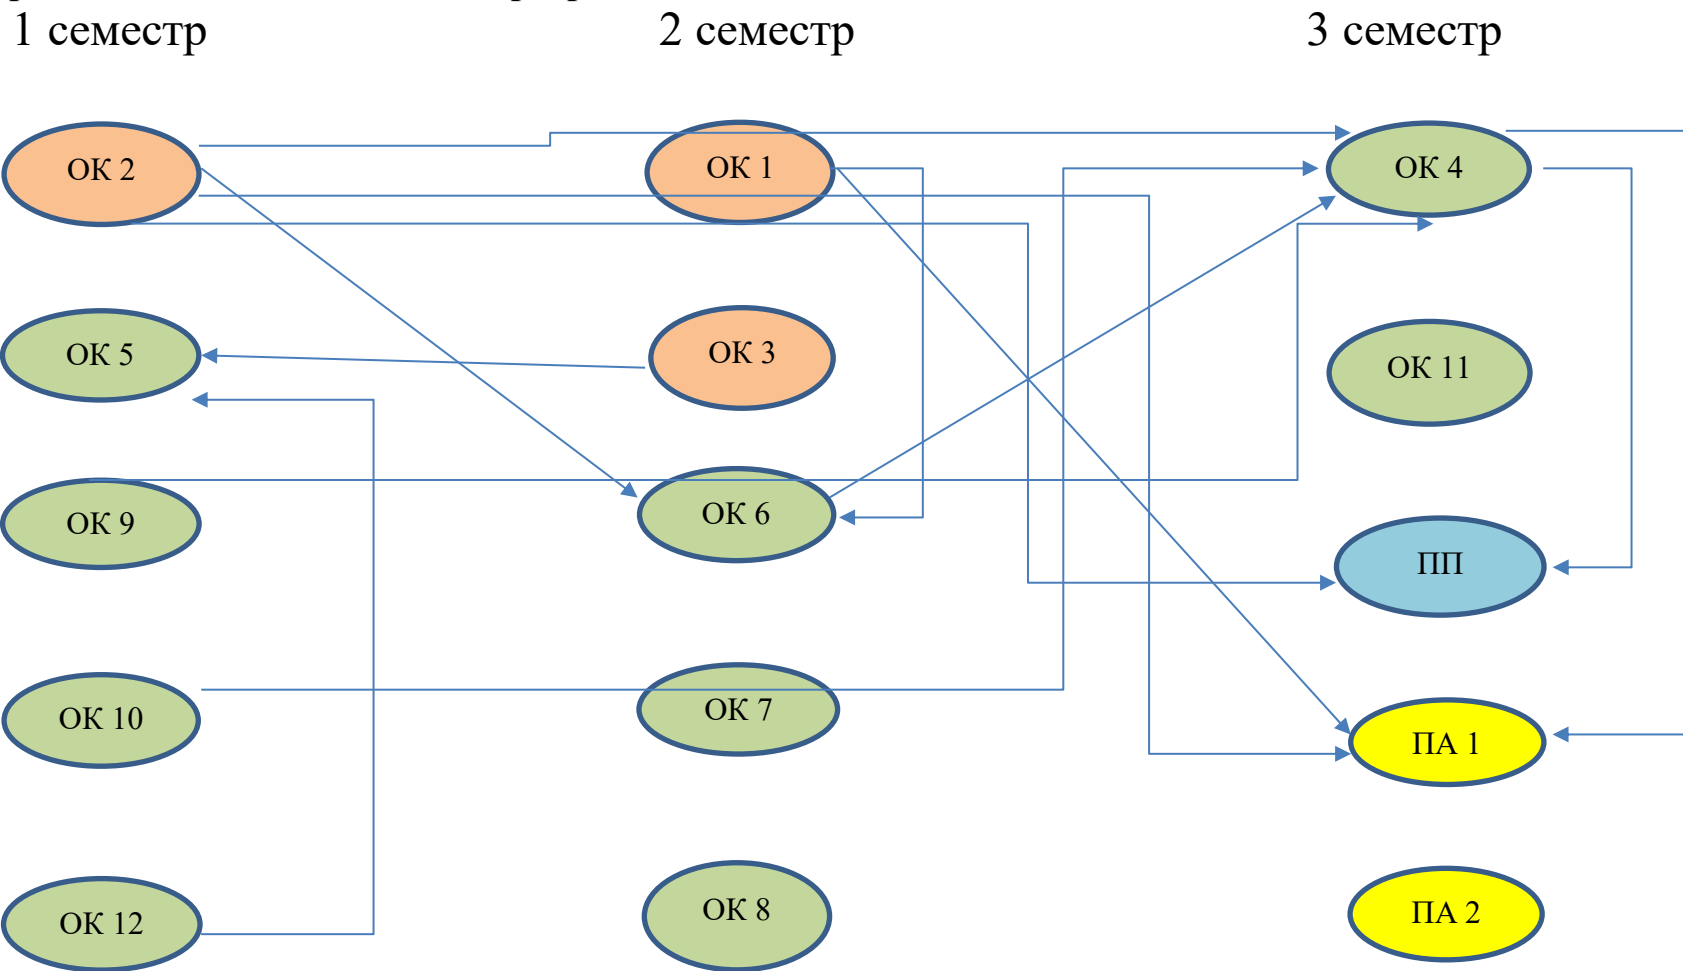 1 семестр 2 семестр 3 семестр
ОК 2 ОК 1 ОК 4
ОК 5 ОК 3 ОК 11
ОК 9 ОК 6 ПП
ОК 10 ОК 7 ПА 1
ОК 12 ОК 8 ПА 2